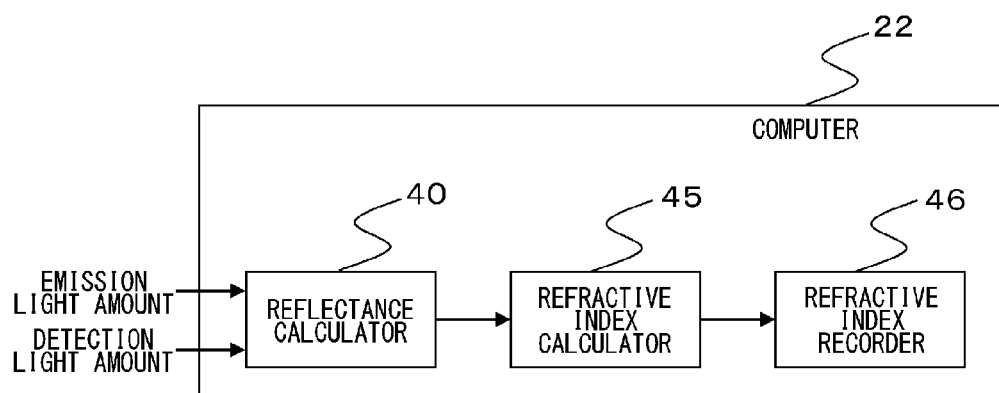 22
COMPUTER
40
45
46
EMISSION
LIGHT AMOUNT
DETECTION
LIGHT AMOUNT
REFLECTANCE
CALCULATOR
REFRACTIVE
INDEX
CALCULATOR
REFRACTIVE
INDEX
RECORDER